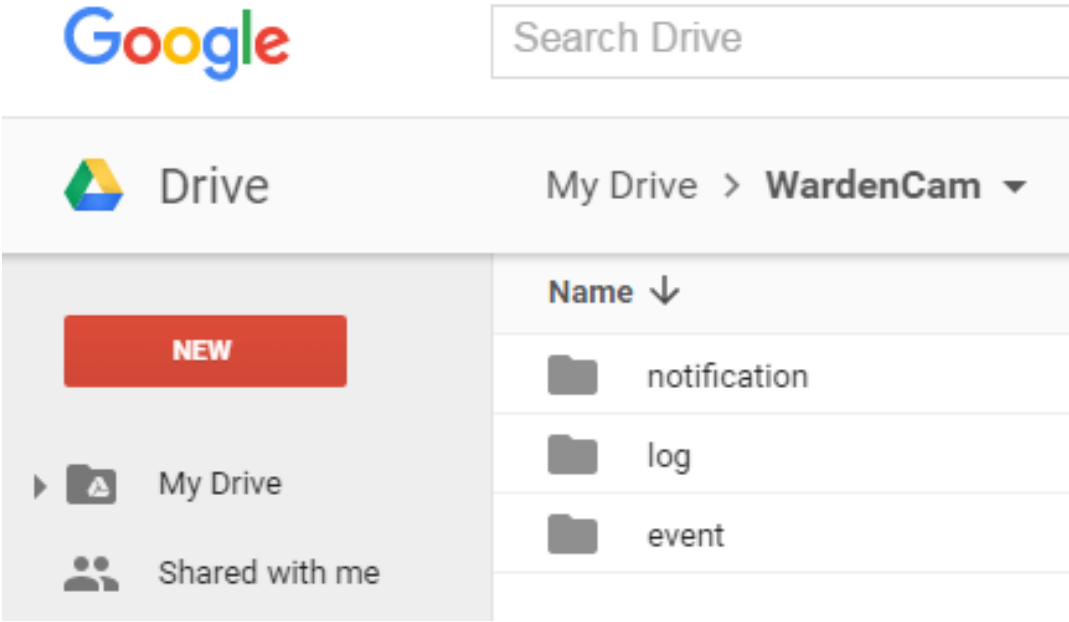 Google
Search Drive
Drive
My Drive > WardenCam
Name
NEW
notification
My Drive
log
Shared with me
event